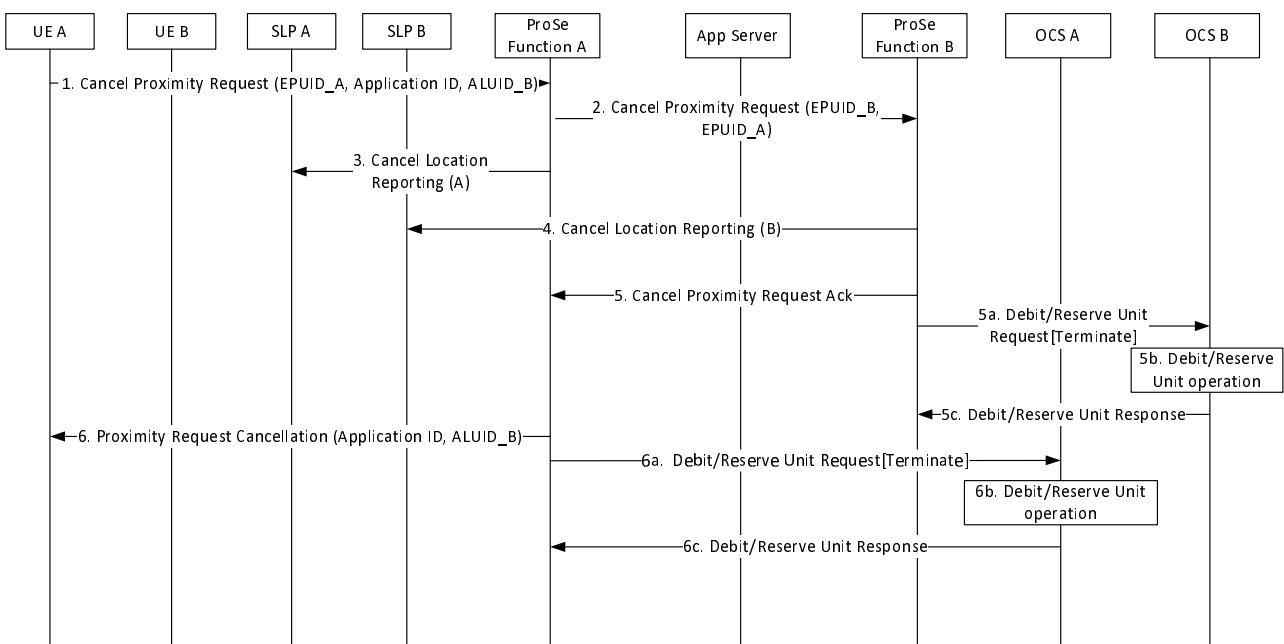 UE A
UE B
SLP A
SLP B
ProSe
Function A
App Server
ProSe
Function B
OCS A
OCS B
1. Cancel Proximity Request (EPUID_A, Application ID, ALUID_B)
2. Cancel Proximity Request (EPUID_B,
EPUID_A)
3. Cancel Location
Reporting (A)
4. Cancel Location Reporting (B)
5. Cancel Proximity Request Ack
5a. Debit/Reserve Unit
Request[Terminate]
5b. Debit/Reserve
Unit operation
5c. Debit/Reserve Unit Response
6. Proximity Request Cancellation (Application ID, ALUID_B)
6a. Debit/Reserve Unit Request[Terminate]
6b. Debit/Reserve Unit
operation
6c. Debit/Reserve Unit Response